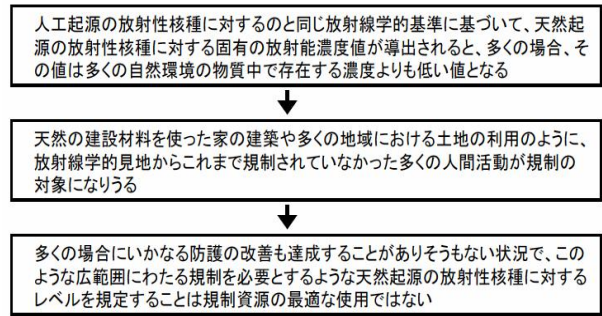 人工起源の放射性核種に対するのと同じ放射線学的基準に基づいて、天然起
源の放射性核種に対する固有の放射能濃度値が導出されると、多くの場合、そ
の値は多くの自然環境の物質中で存在する濃度よりも低い値となる
天然の建設材料を使った家の建築や多くの地域における土地の利用のように、
放射線学的見地からこれまで規制されていなかった多くの人間活動が規制の
対象になりうる
多くの場合にいかなる防護の改善も達成することがありそうもない状況で、この
ような広範囲にわたる規制を必要とするような天然起源の放射性核種に対する
レベルを規定することは規制資源の最適な使用ではない